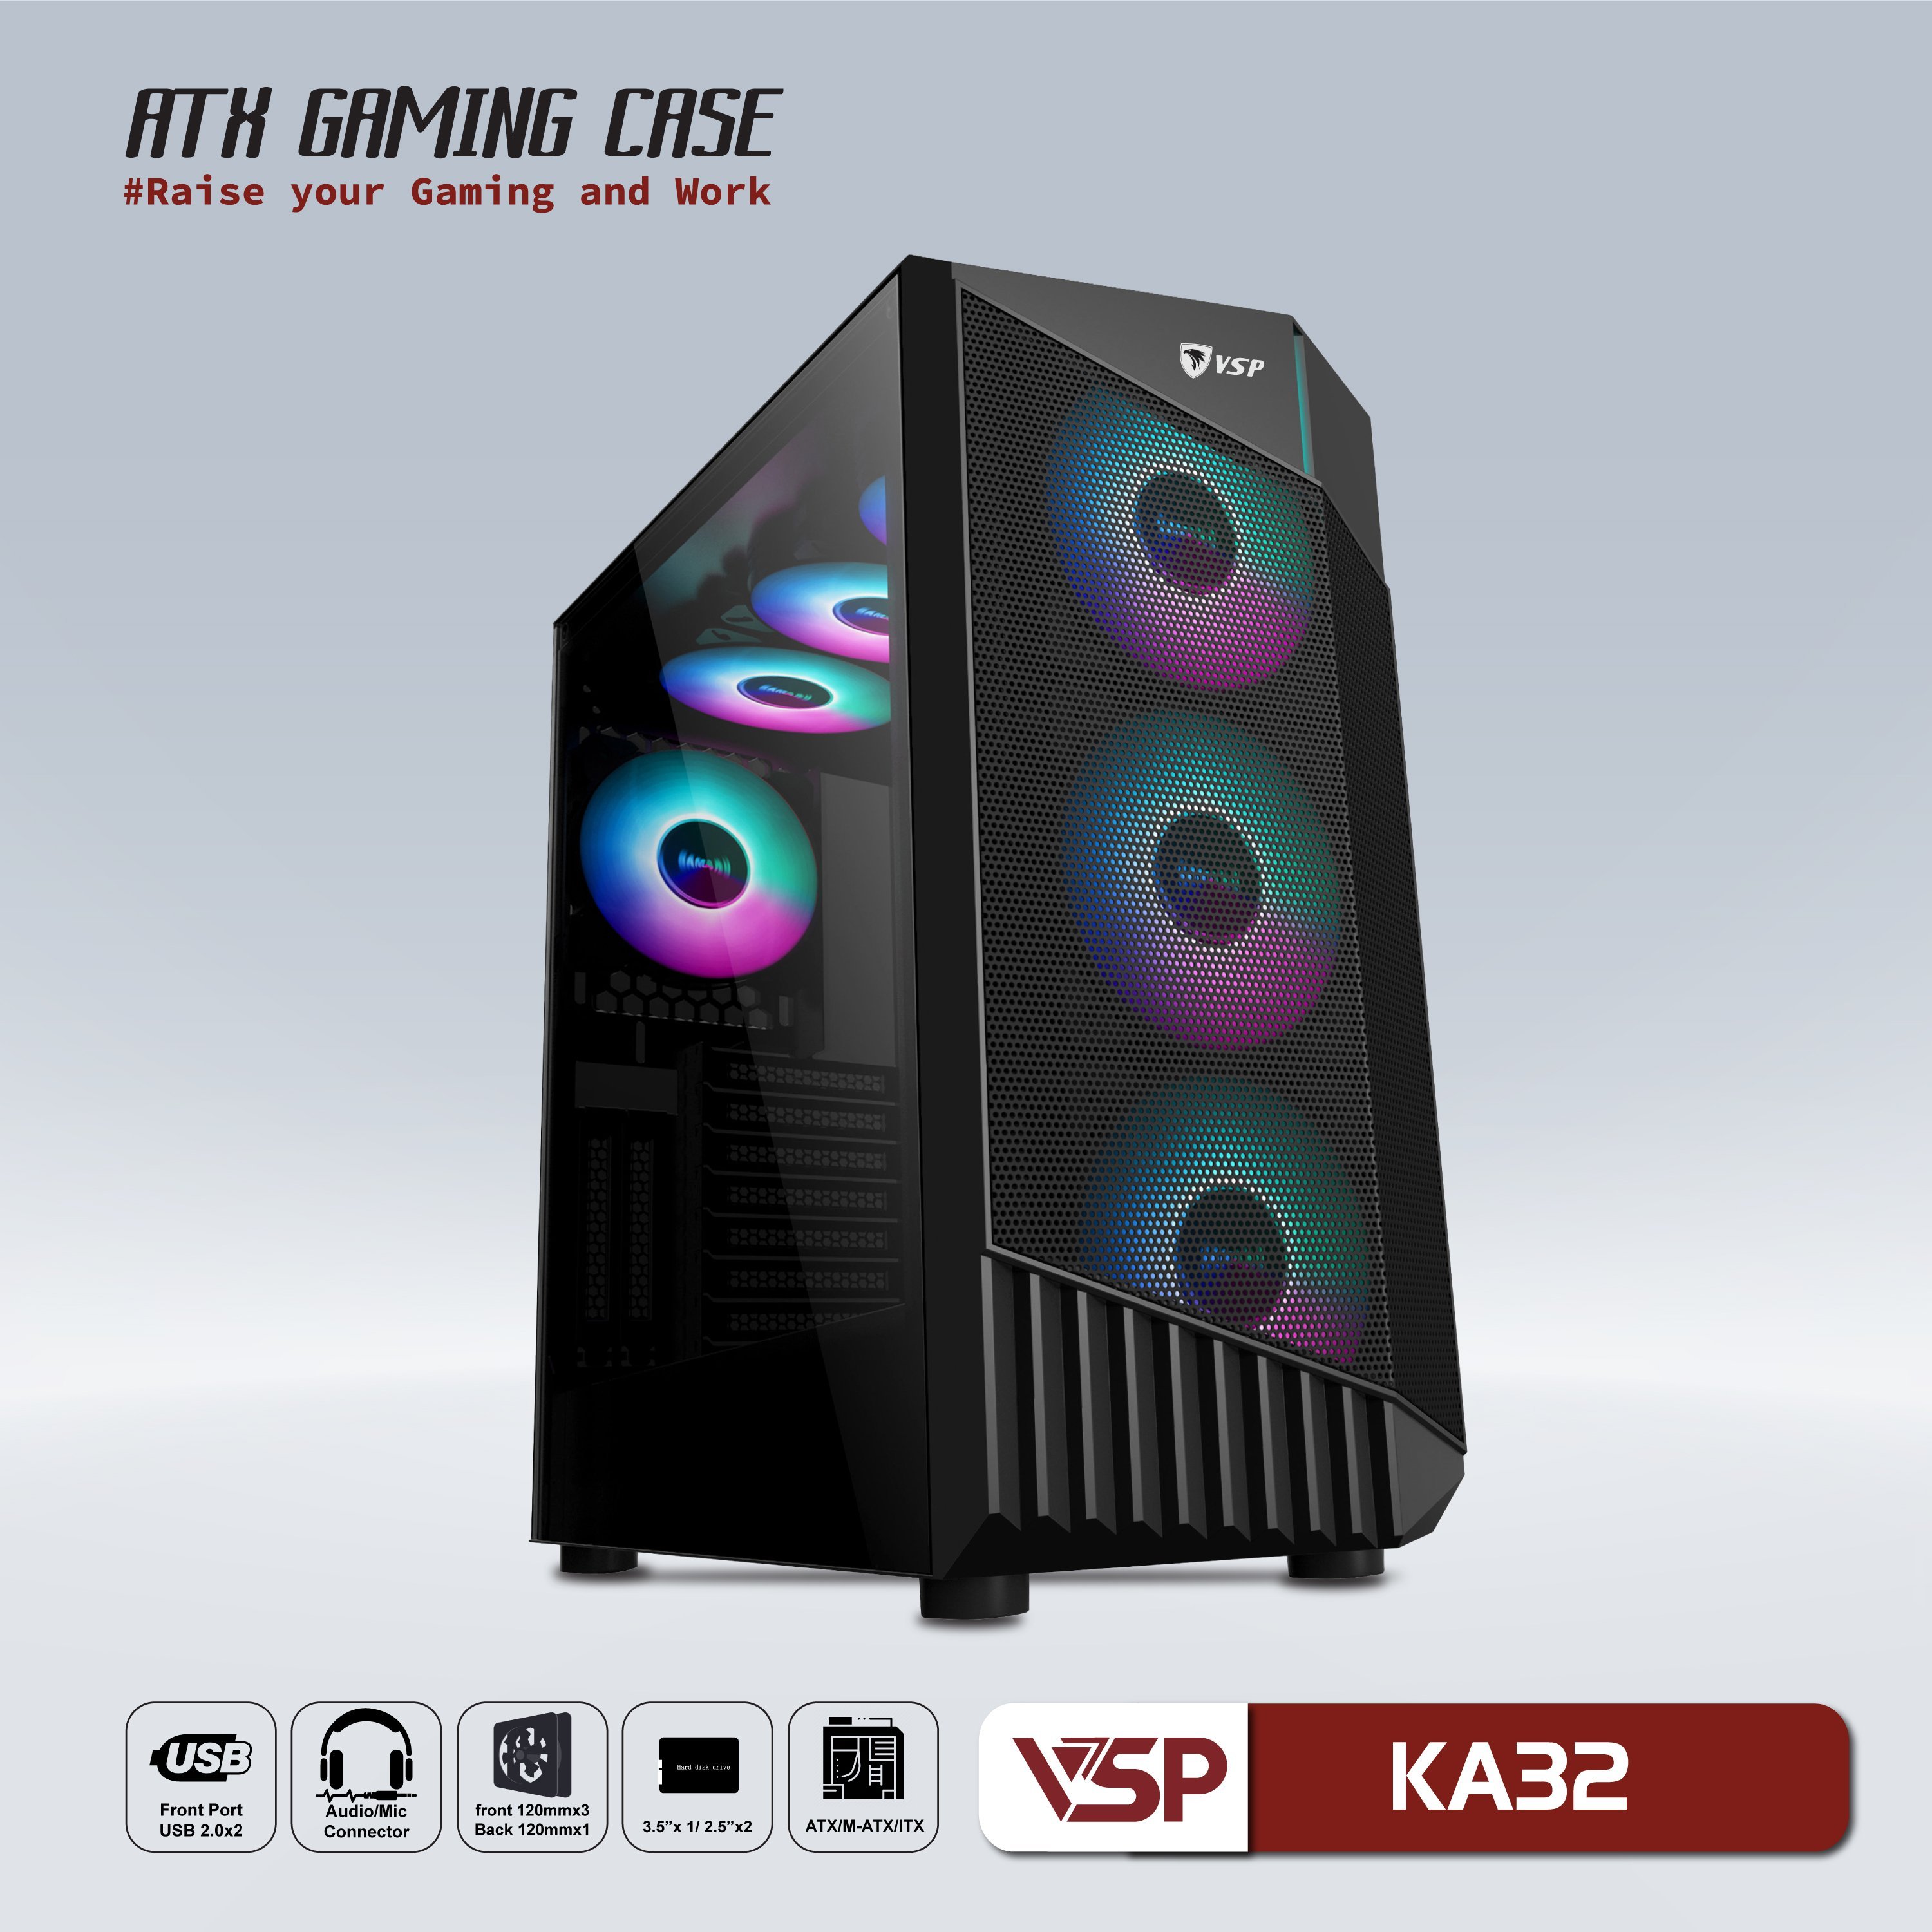 ATX GAMING CASE
#Raise your Gaming and Work
VSP
USB
Front Port
USB 2.0x2
Audio/Mic
Connector
front 120mmx3
Back 120mmx1
Hard disk drive
3.5”x 1/ 2.5”x2
ATX/M-ATX/ITX
VSP
KA32